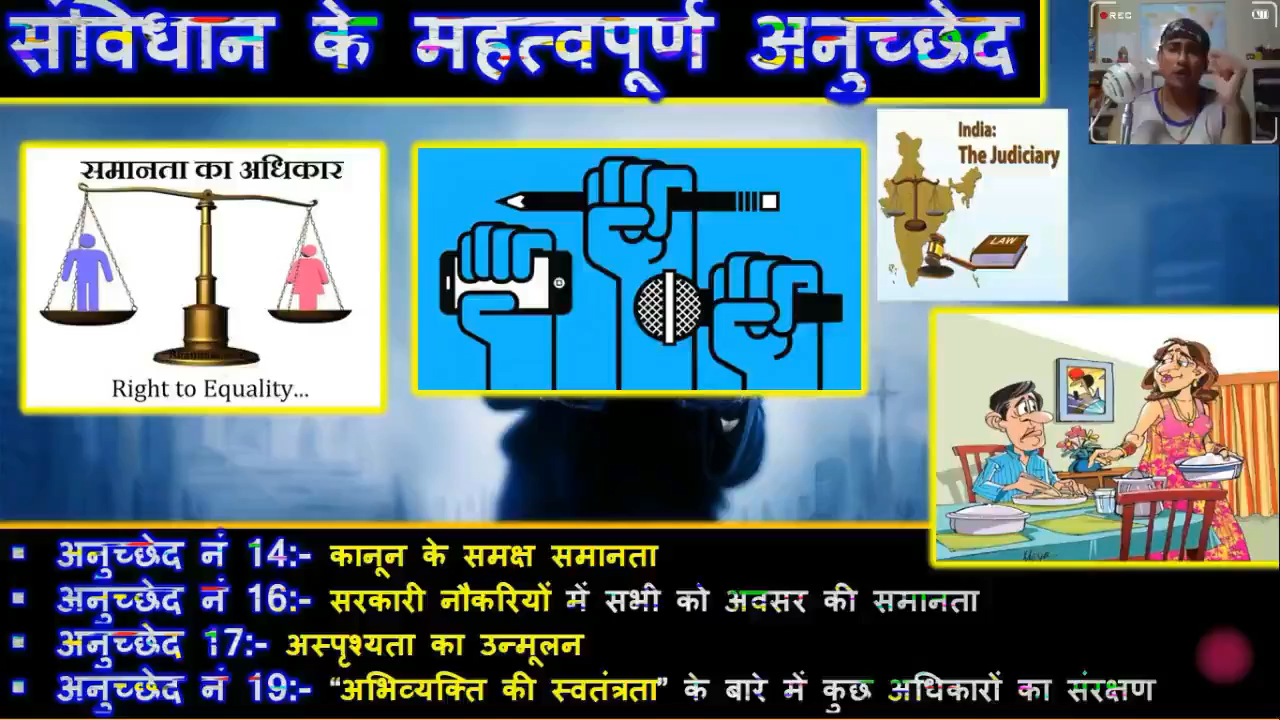 संविधान के महत्वपूर्ण अनुच्छेद
REC
समानता का अधिकार
Right to Equality...
India:
The Judiciary
LAW
अनुच्छेद नं 14:- कानून के समक्ष समानता
अनुच्छेद नं 16:- सरकारी नौकरियों में सभी को अवसर की समानता
अनुच्छेद 17:- अस्पृश्यता का उन्मूलन
अनुच्छेद नं 19:- “अभिव्यक्ति की स्वतंत्रता” के बारे में कुछ अधिकारों का संरक्षण